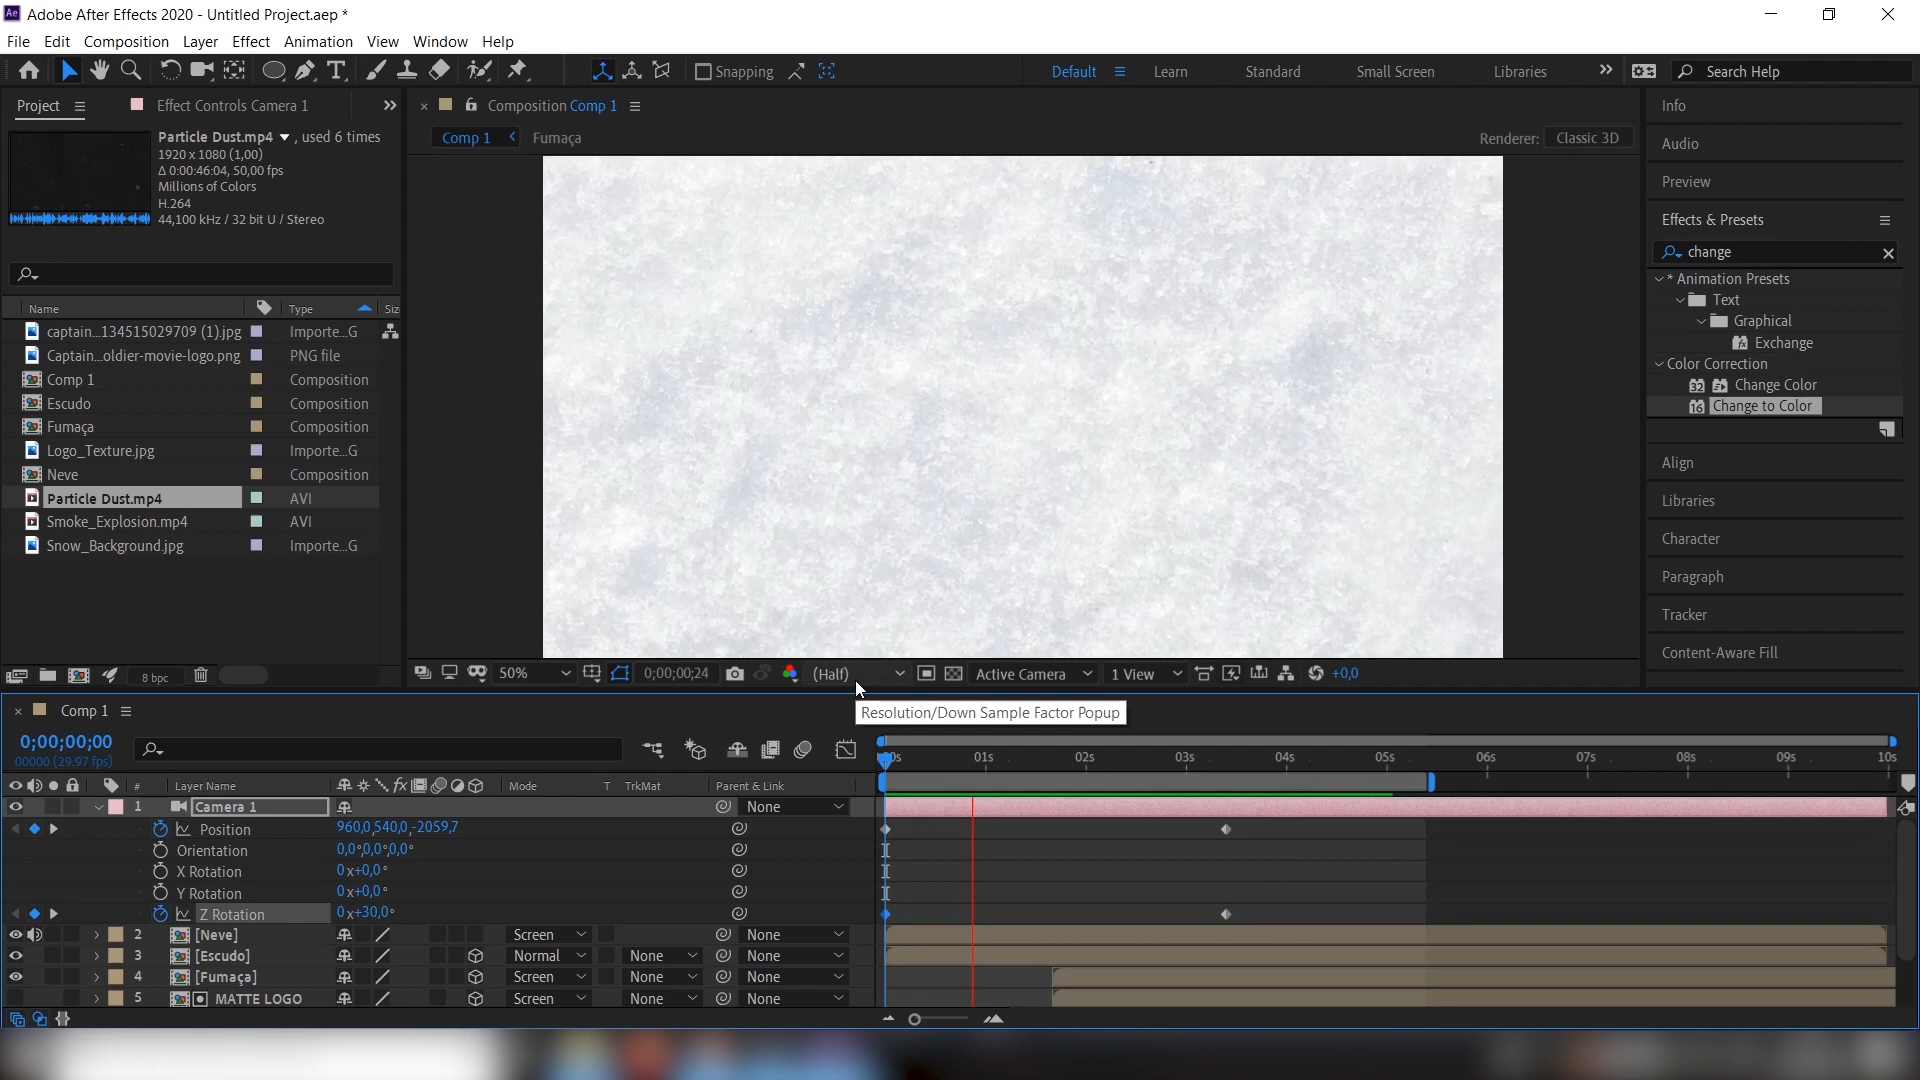 Adobe After Effects 2020 - Untitled Project.aep *
File Edit Composition Layer Effect Animation View Window Help
Snapping Default Learn Standard Small Screen Libraries Search Help
Project Effect Controls Camera 1
Particle Dust.mp4 , used 6 times
1920 x 1080 (1,00)
Δ 0:00:46:04, 50,00 fps
Millions of Colors
H.264
44,100 kHz / 32 bit U / Stereo
Name Type Siz
captain...134515029709 (1).jpg Importe...G
Captain...oldier-movie-logo.png PNG file
Comp 1 Composition
Escudo Composition
Fumaça Composition
Logo_Texture.jpg Importe...G
Neve Composition
Particle Dust.mp4 AVI
Smoke_Explosion.mp4 AVI
Snow_Background.jpg Importe...G
8 bpc
Composition Comp 1
Comp 1 Fumaça Renderer: Classic 3D
50% 0;00;00;24 (Half) Active Camera 1 View +0,0
Resolution/Down Sample Factor Popup
Info
Audio
Preview
Effects & Presets
change
* Animation Presets
Text
Graphical
Exchange
Color Correction
32 Change Color
16 Change to Color
Align
Libraries
Character
Paragraph
Tracker
Content-Aware Fill
Comp 1
0;00;00;00
00000 (29.97 fps)
00s 01s 02s 03s 04s 05s 06s 07s 08s 09s 10s
# Layer Name Mode T TrkMat Parent & Link
1 Camera 1 None
Position 960,0,540,0,-2059,7
Orientation 0,0°,0,0°,0,0°
X Rotation 0x+0,0°
Y Rotation 0x+0,0°
Z Rotation 0x+30,0°
2 [Neve] Screen None
3 [Escudo] Normal None None
4 [Fumaça] Screen None None
5 MATTE LOGO Screen None None